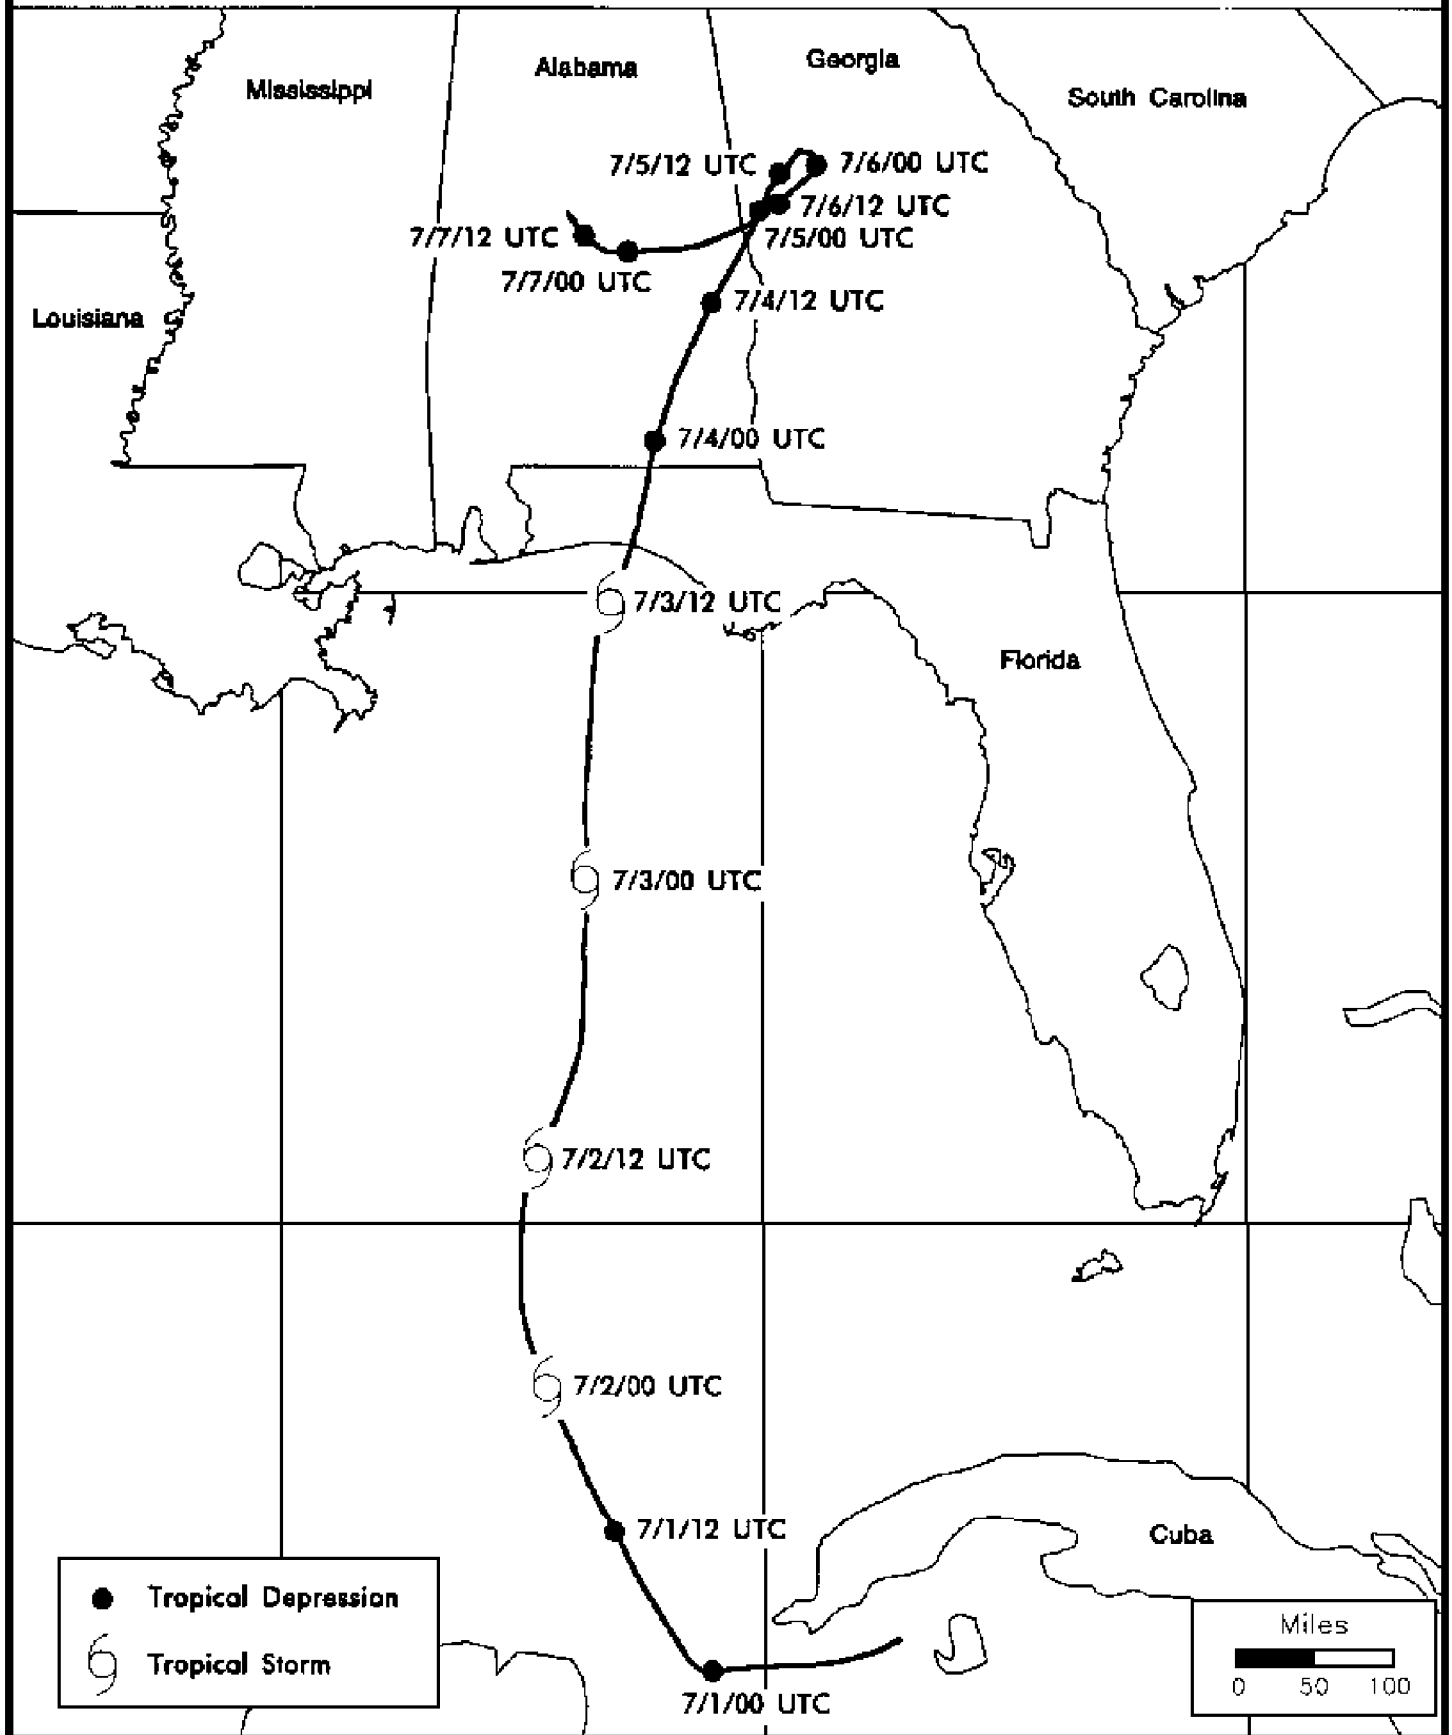 Georgia
Alabama
Mississippi
South Carolina
7/5/12 UTC
7/6/00 UTC
7/6/12 UTC
7/7/12 UTC
7/5/00 UTC
7/7/00 UTC
7/4/12 UTC
Louisiana
7/4/00 UTC
7/3/12 UTC
Florida
7/3/00 UTC
7/2/12 UTC
7/2/00 UTC
7/1/12 UTC
Cuba
Tropical Depression
Tropical Storm
Miles
0 50 100
7/1/00 UTC